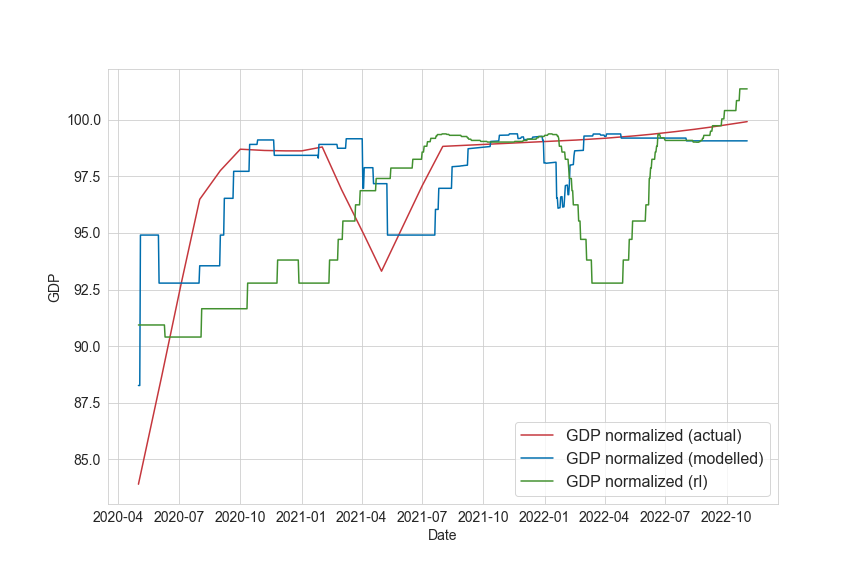 100.0
97.5
95.0
92.5
90.0
87.5
85.0
GDP
GDP normalized (actual)
GDP normalized (modelled)
GDP normalized (rl)
2020-04 2020-07 2020-10 2021-01 2021-04 2021-07 2021-10 2022-01 2022-04 2022-07 2022-10
Date